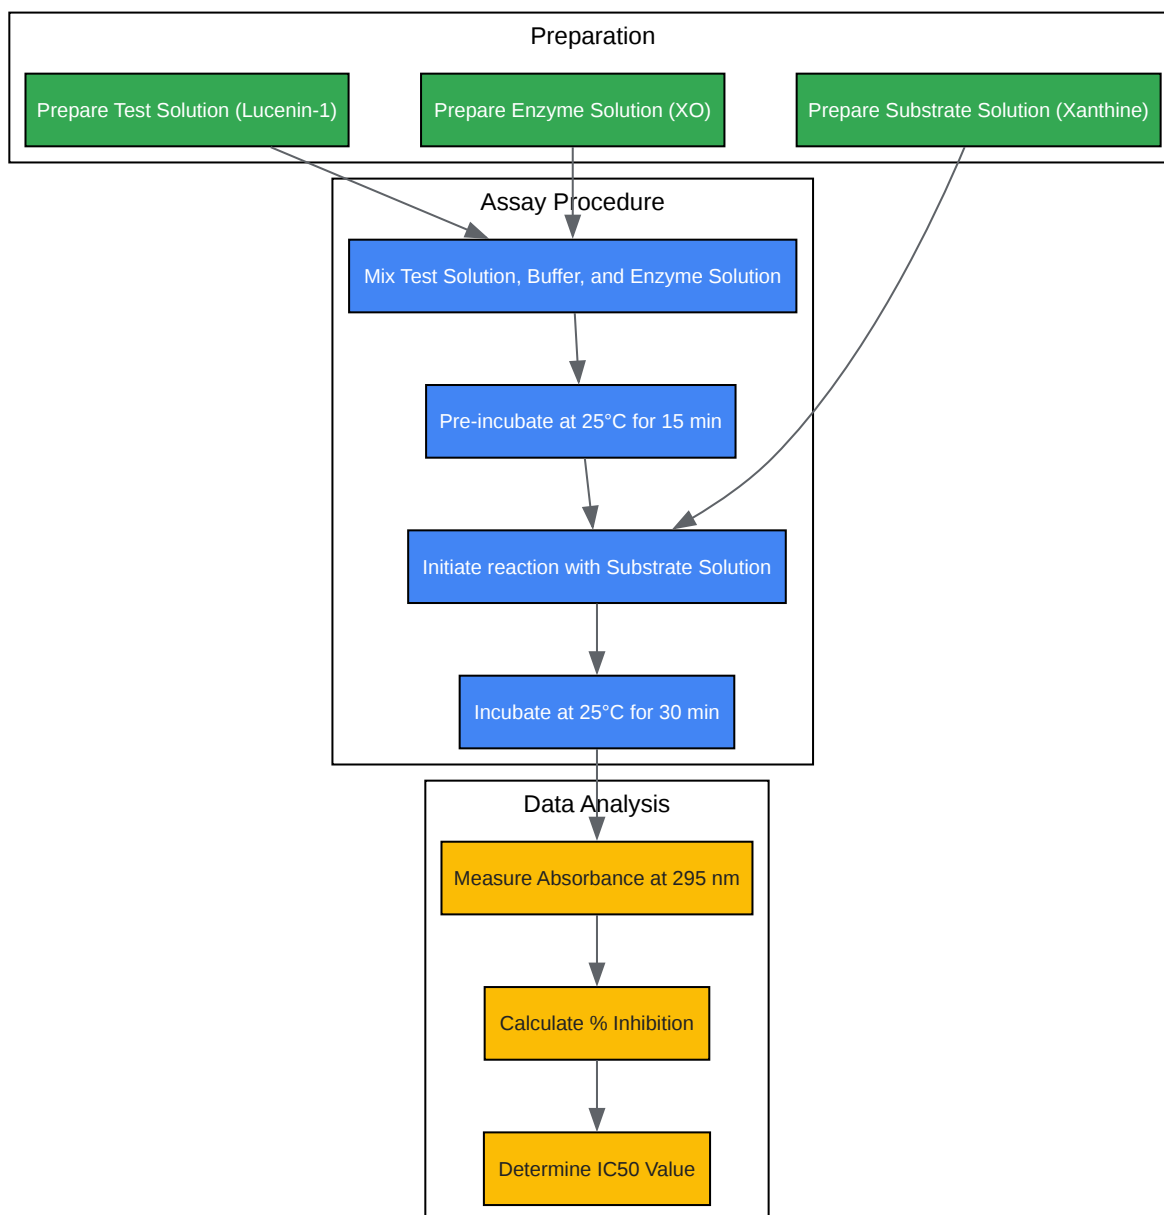 Preparation
Prepare Test Solution (Lucenin-1)
Prepare Enzyme Solution (XO)
Prepare Substrate Solution (Xanthine)
Assay Procedure
Mix Test Solution, Buffer, and Enzyme Solution
Pre-incubate at 25°C for 15 min
Initiate reaction with Substrate Solution
Incubate at 25°C for 30 min
Data Analysis
Measure Absorbance at 295 nm
Calculate % Inhibition
Determine IC50 Value